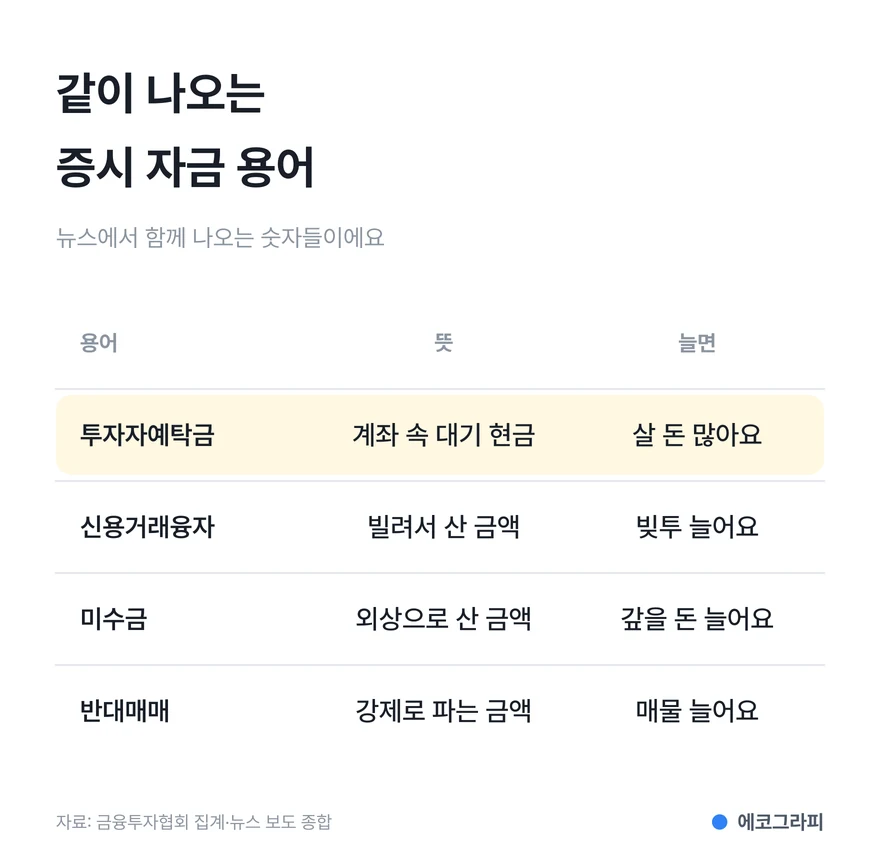 같이 나오는
증시 자금 용어
뉴스에서 함께 나오는 숫자들이에요
용어 뜻 늘면
투자자예탁금 계좌 속 대기 현금 살 돈 많아요
신용거래융자 빌려서 산 금액 빚투 늘어요
미수금 외상으로 산 금액 갚을 돈 늘어요
반대매매 강제로 파는 금액 매물 늘어요
자료: 금융투자협회 집계·뉴스 보도 종합 에코그라피